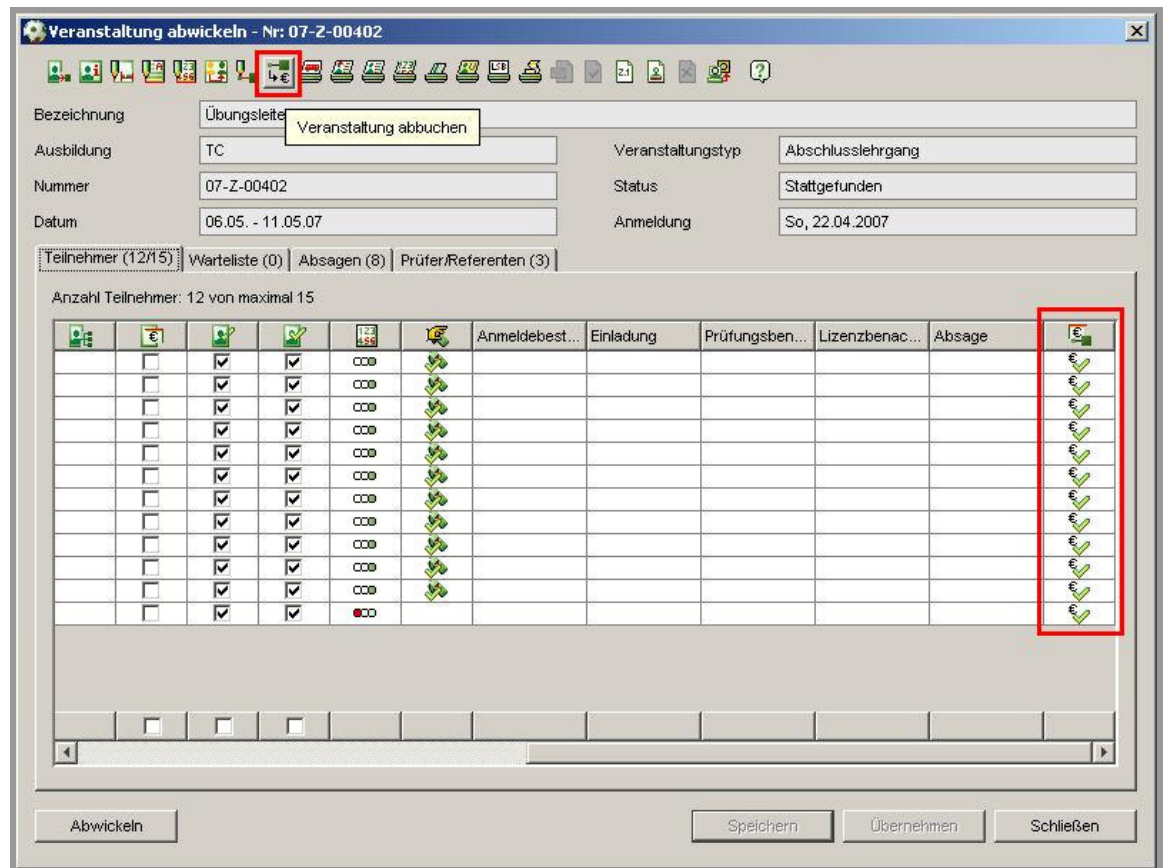 Veranstaltung abwickeln - Nr: 07-Z-00402
Bezeichnung Übungsleite
Veranstaltung abbuchen
Ausbildung TC Veranstaltungstyp Abschlusslehrgang
Nummer 07-Z-00402 Status Stattgefunden
Datum 06.05. - 11.05.07 Anmeldung So, 22.04.2007
Teilnehmer (12/15) Warteliste (0) Absagen (8) Prüfer/Referenten (3)
Anzahl Teilnehmer: 12 von maximal 15
Anmeldebest... Einladung Prüfungsben... Lizenzbenac... Absage
Abwickeln Speichern Übernehmen Schließen